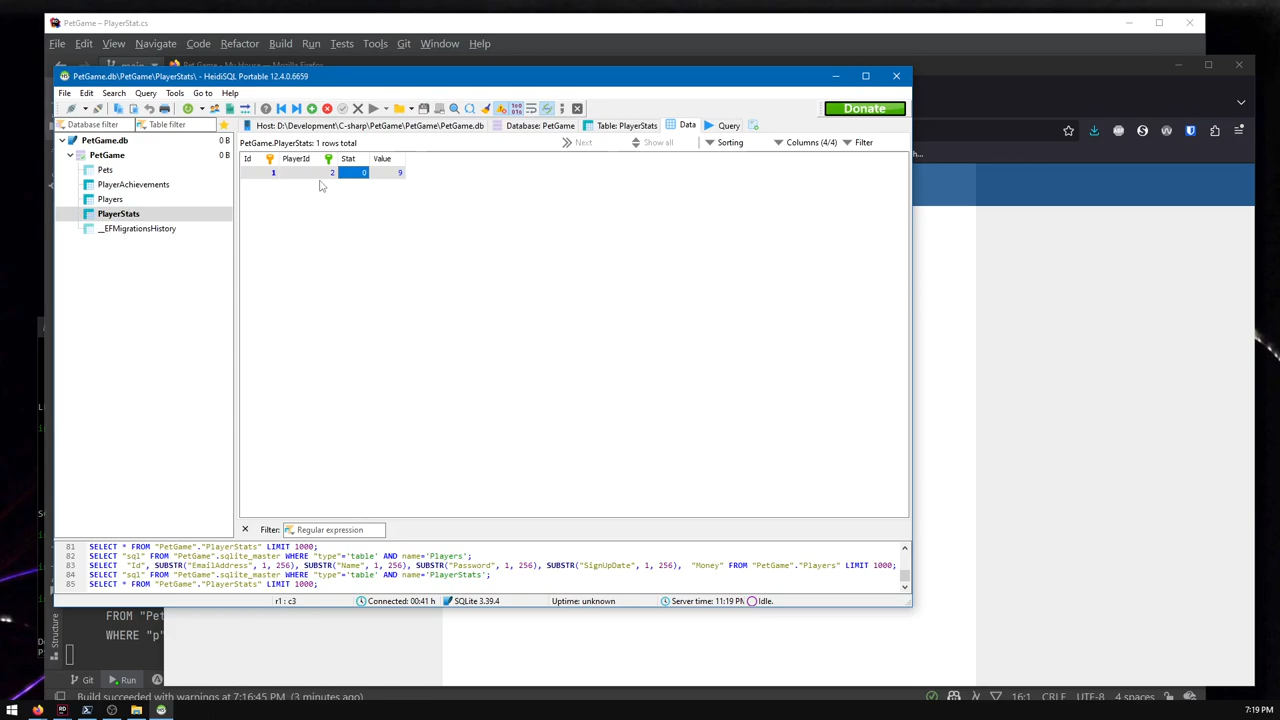 PetGame – PlayerStat.cs
File Edit View Navigate Code Refactor Build Run Tests Tools Git Window Help
PetGame.db\PetGame\PlayerStats\ - HeidiSQL Portable 12.4.0.6659
File Edit Search Query Tools Go to Help
Donate
Database filter Table filter
Host: D:\Development\C-sharp\PetGame\PetGame\PetGame.db Database: PetGame Table: PlayerStats Data Query
PetGame.db 0 B
PetGame 0 B
Pets
PlayerAchievements
Players
PlayerStats
__EFMigrationsHistory
PetGame.PlayerStats: 1 rows total Next Show all Sorting Columns (4/4) Filter
Id PlayerId Stat Value
1 2 0 9
Filter: Regular expression
81 SELECT * FROM "PetGame"."PlayerStats" LIMIT 1000;
82 SELECT "sql" FROM "PetGame".sqlite_master WHERE "type"='table' AND name='Players';
83 SELECT "Id", SUBSTR("EmailAddress", 1, 256), SUBSTR("Name", 1, 256), SUBSTR("Password", 1, 256), SUBSTR("SignUpDate", 1, 256), "Money" FROM "PetGame"."Players" LIMIT 1000;
84 SELECT "sql" FROM "PetGame".sqlite_master WHERE "type"='table' AND name='PlayerStats';
85 SELECT * FROM "PetGame"."PlayerStats" LIMIT 1000;
r1 : c3 Connected: 00:41 h SQLite 3.39.4 Uptime: unknown Server time: 11:19 PM Idle.
FROM "Pet
WHERE "p"
Structure
Git Run
Build succeeded with warnings at 7:16:45 PM (3 minutes ago) 16:1 CRLF UTF-8 4 spaces
7:19 PM